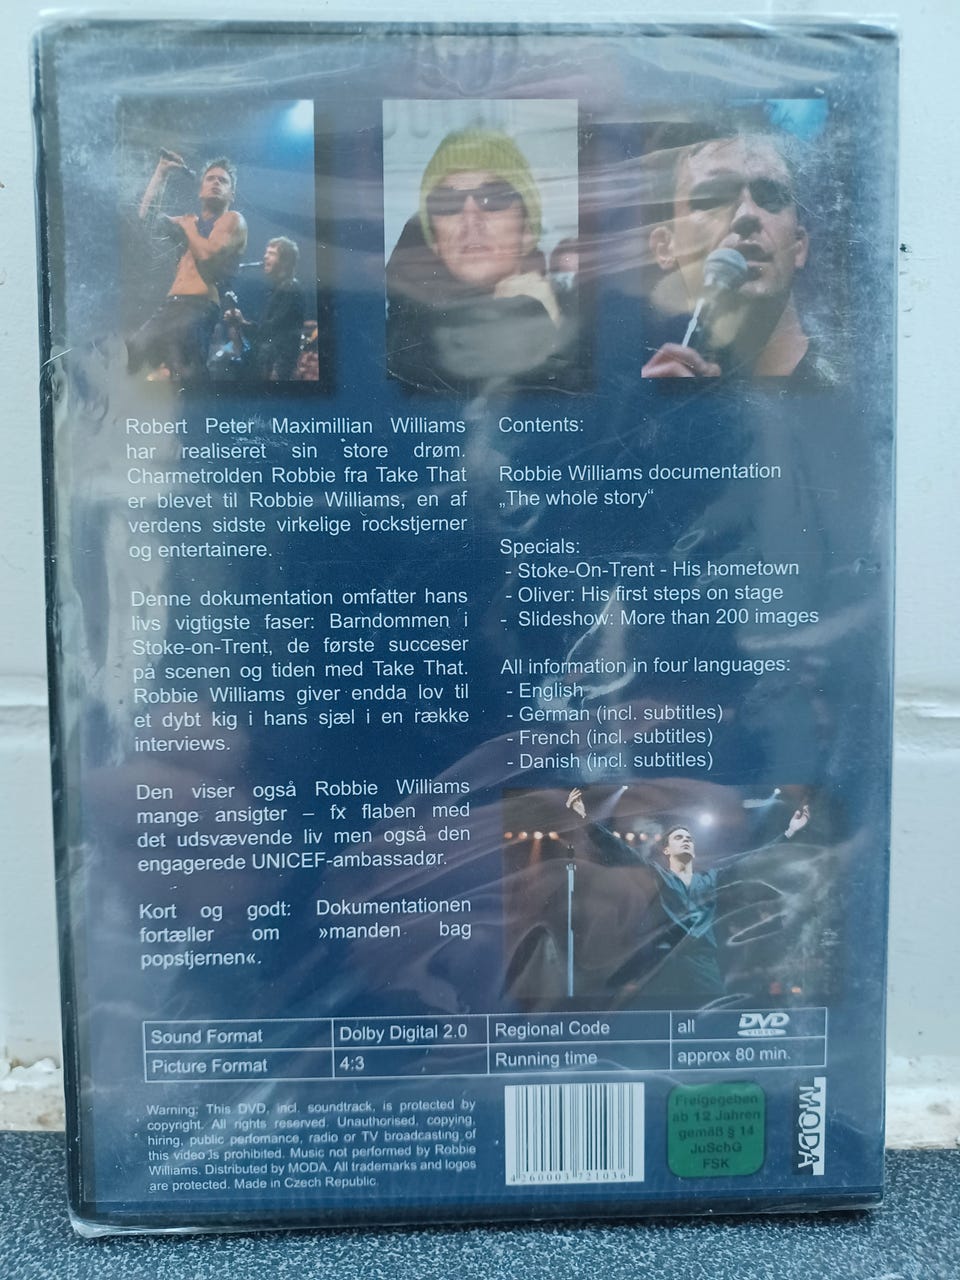 Robert Peter Maximillian Williams
har realiseret sin store drøm.
Charmetrolden Robbie fra Take That
er blevet til Robbie Williams, en af
verdens sidste virkelige rockstjerner
og entertainere.
Denne dokumentation omfatter hans
livs vigtigste faser: Barndommen i
Stoke-on-Trent, de første succeser
på scenen og tiden med Take That.
Robbie Williams giver endda lov til
et dybt kig i hans sjæl i en række
interviews.
Den viser også Robbie Williams
mange ansigter – fx flaben med
det udsvævende liv men også den
engagerede UNICEF-ambassadør.
Kort og godt: Dokumentationen
fortæller om »manden bag
popstjernen«.
Contents:
Robbie Williams documentation
„The whole story“
Specials:
- Stoke-On-Trent - His hometown
- Oliver: His first steps on stage
- Slideshow: More than 200 images
All information in four languages:
- English
- German (incl. subtitles)
- French (incl. subtitles)
- Danish (incl. subtitles)
Sound Format Dolby Digital 2.0 Regional Code all DVD VIDEO
Picture Format 4:3 Running time approx 80 min.
Warning: This DVD, incl. soundtrack, is protected by
copyright. All rights reserved. Unauthorised, copying,
hiring, public perfomance, radio or TV broadcasting of
this video is prohibited. Music not performed by Robbie
Williams. Distributed by MODA. All trademarks and logos
are protected. Made in Czech Republic
4 260003 721036
Freigegeben
ab 12 Jahren
gemäß § 14
JuSchG
FSK
MODA